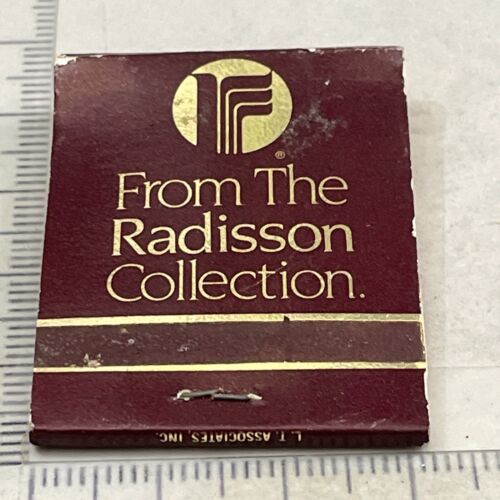 ®
From The
Radisson
Collection.
L. T. ASSOCIATES, INC.